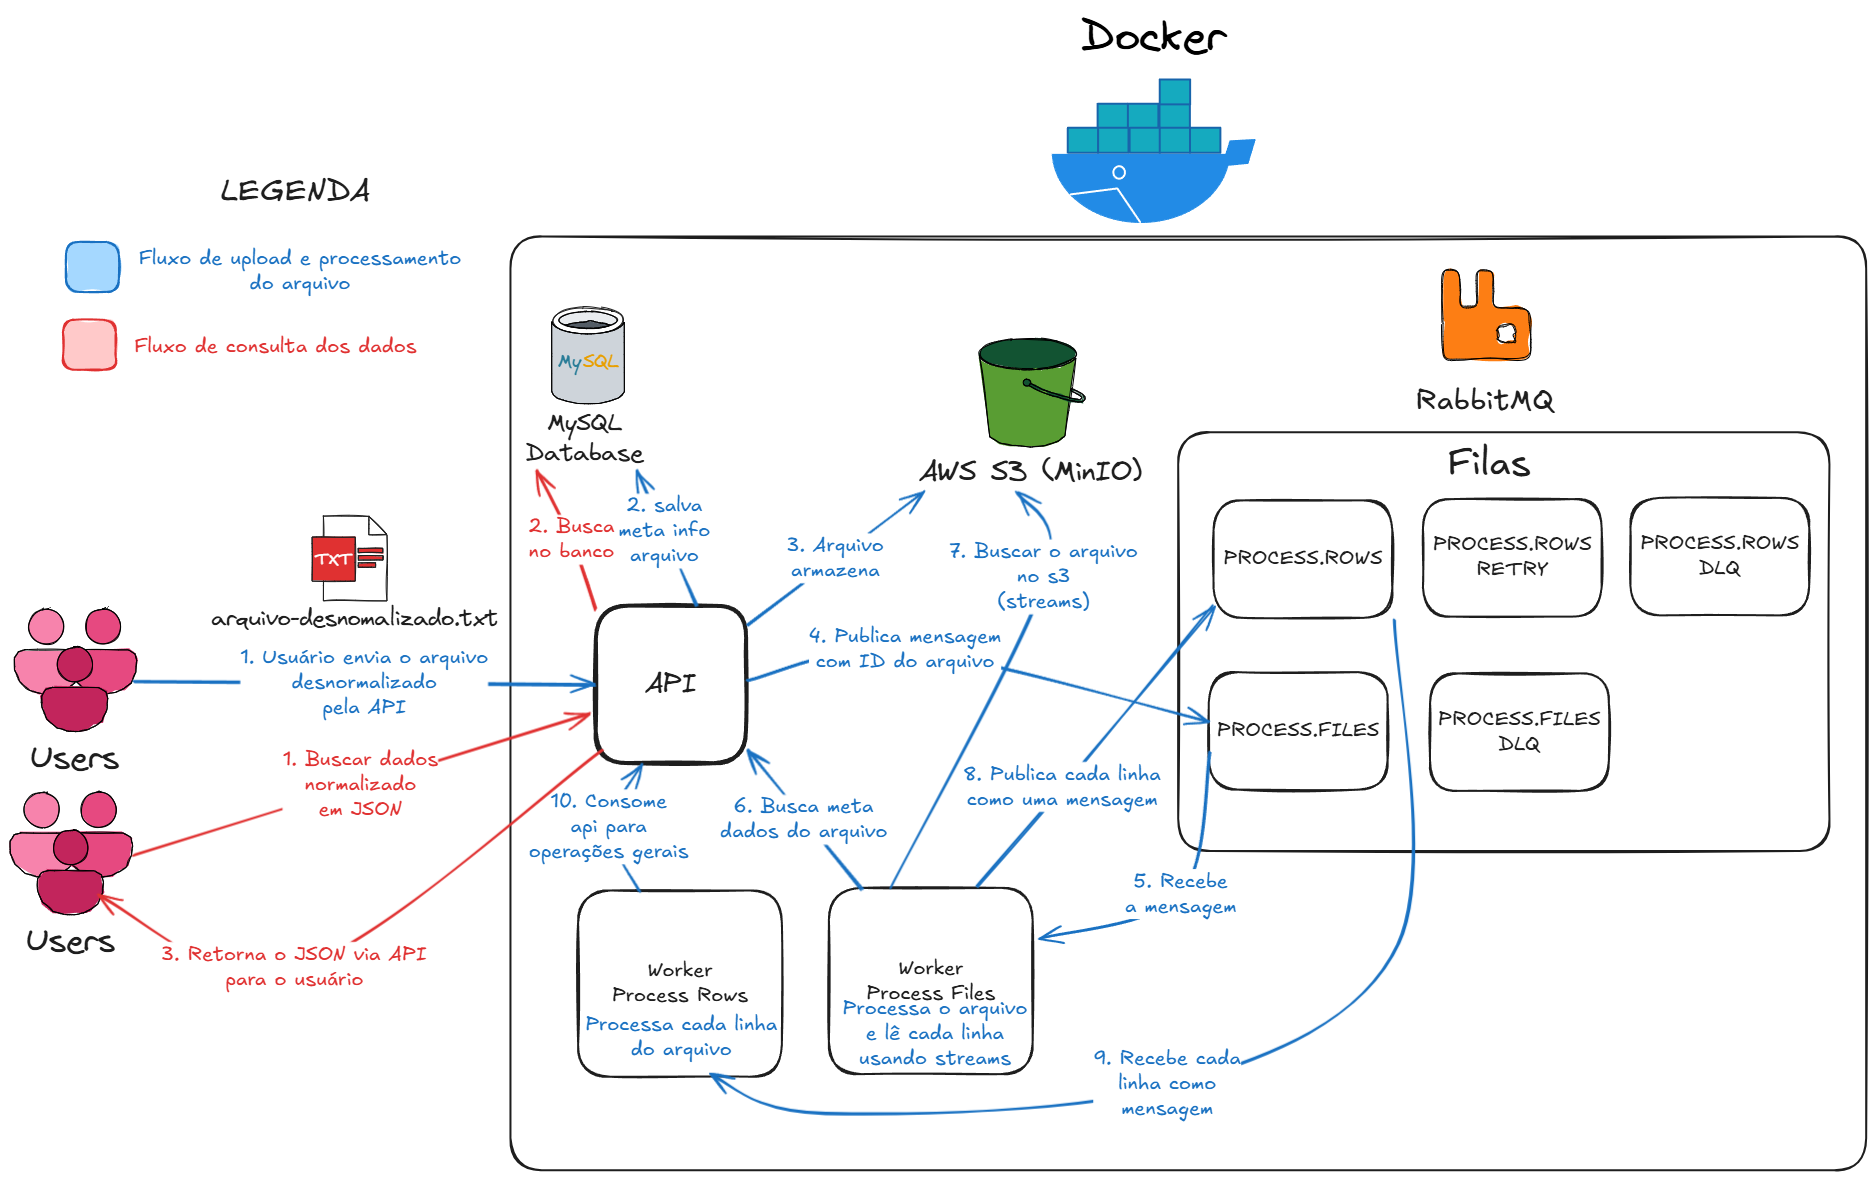 Docker
LEGENDA
Fluxo de upload e processamento
do arquivo
Fluxo de consulta dos dados
MySQL
MySQL
Database
AWS S3 (MinIO)
RabbitMQ
Filas
PROCESS.ROWS
PROCESS.ROWS
RETRY
PROCESS.ROWS
DLQ
PROCESS.FILES
PROCESS.FILES
DLQ
2. Busca
no banco
2. salva
meta info
arquivo
3. Arquivo
armazena
7. Buscar o arquivo
no s3
(streams)
TXT
arquivo-desnomalizado.txt
1. Usuário envia o arquivo
desnormalizado
pela API
Users
API
4. Publica mensagem
com ID do arquivo
1. Buscar dados
normalizado
em JSON
Users
3. Retorna o JSON via API
para o usuário
10. Consome
api para
operações gerais
6. Busca meta
dados do arquivo
8. Publica cada linha
como uma mensagem
5. Recebe
a mensagem
Worker
Process Rows
Processa cada linha
do arquivo
Worker
Process Files
Processa o arquivo
e lê cada linha
usando streams
9. Recebe cada
linha como
mensagem